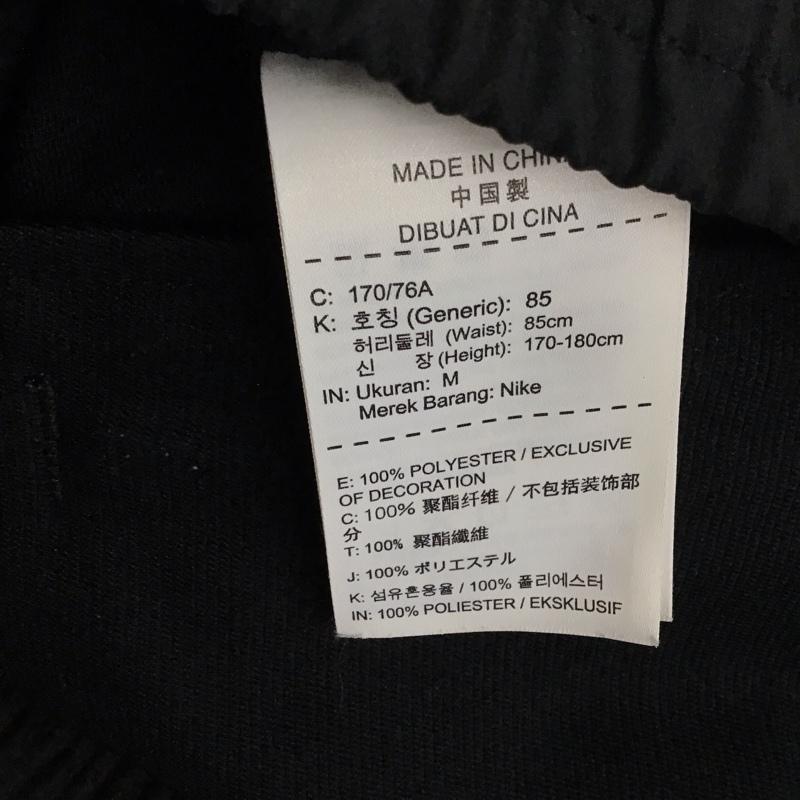 MADE IN CHIN
中国製
DIBUAT DI CINA
C: 170/76A
K: 호칭 (Generic): 85
허리둘레 (Waist): 85cm
신 장 (Height): 170-180cm
IN: Ukuran: M
Merek Barang: Nike
E: 100% POLYESTER / EXCLUSIVE
OF DECORATION
C: 100% 聚酯纤维 / 不包括装饰部
分
T: 100% 聚酯纖維
J: 100% ポリエステル
K: 섬유혼용율 / 100% 폴리에스터
IN: 100% POLIESTER / EKSKLUSIF